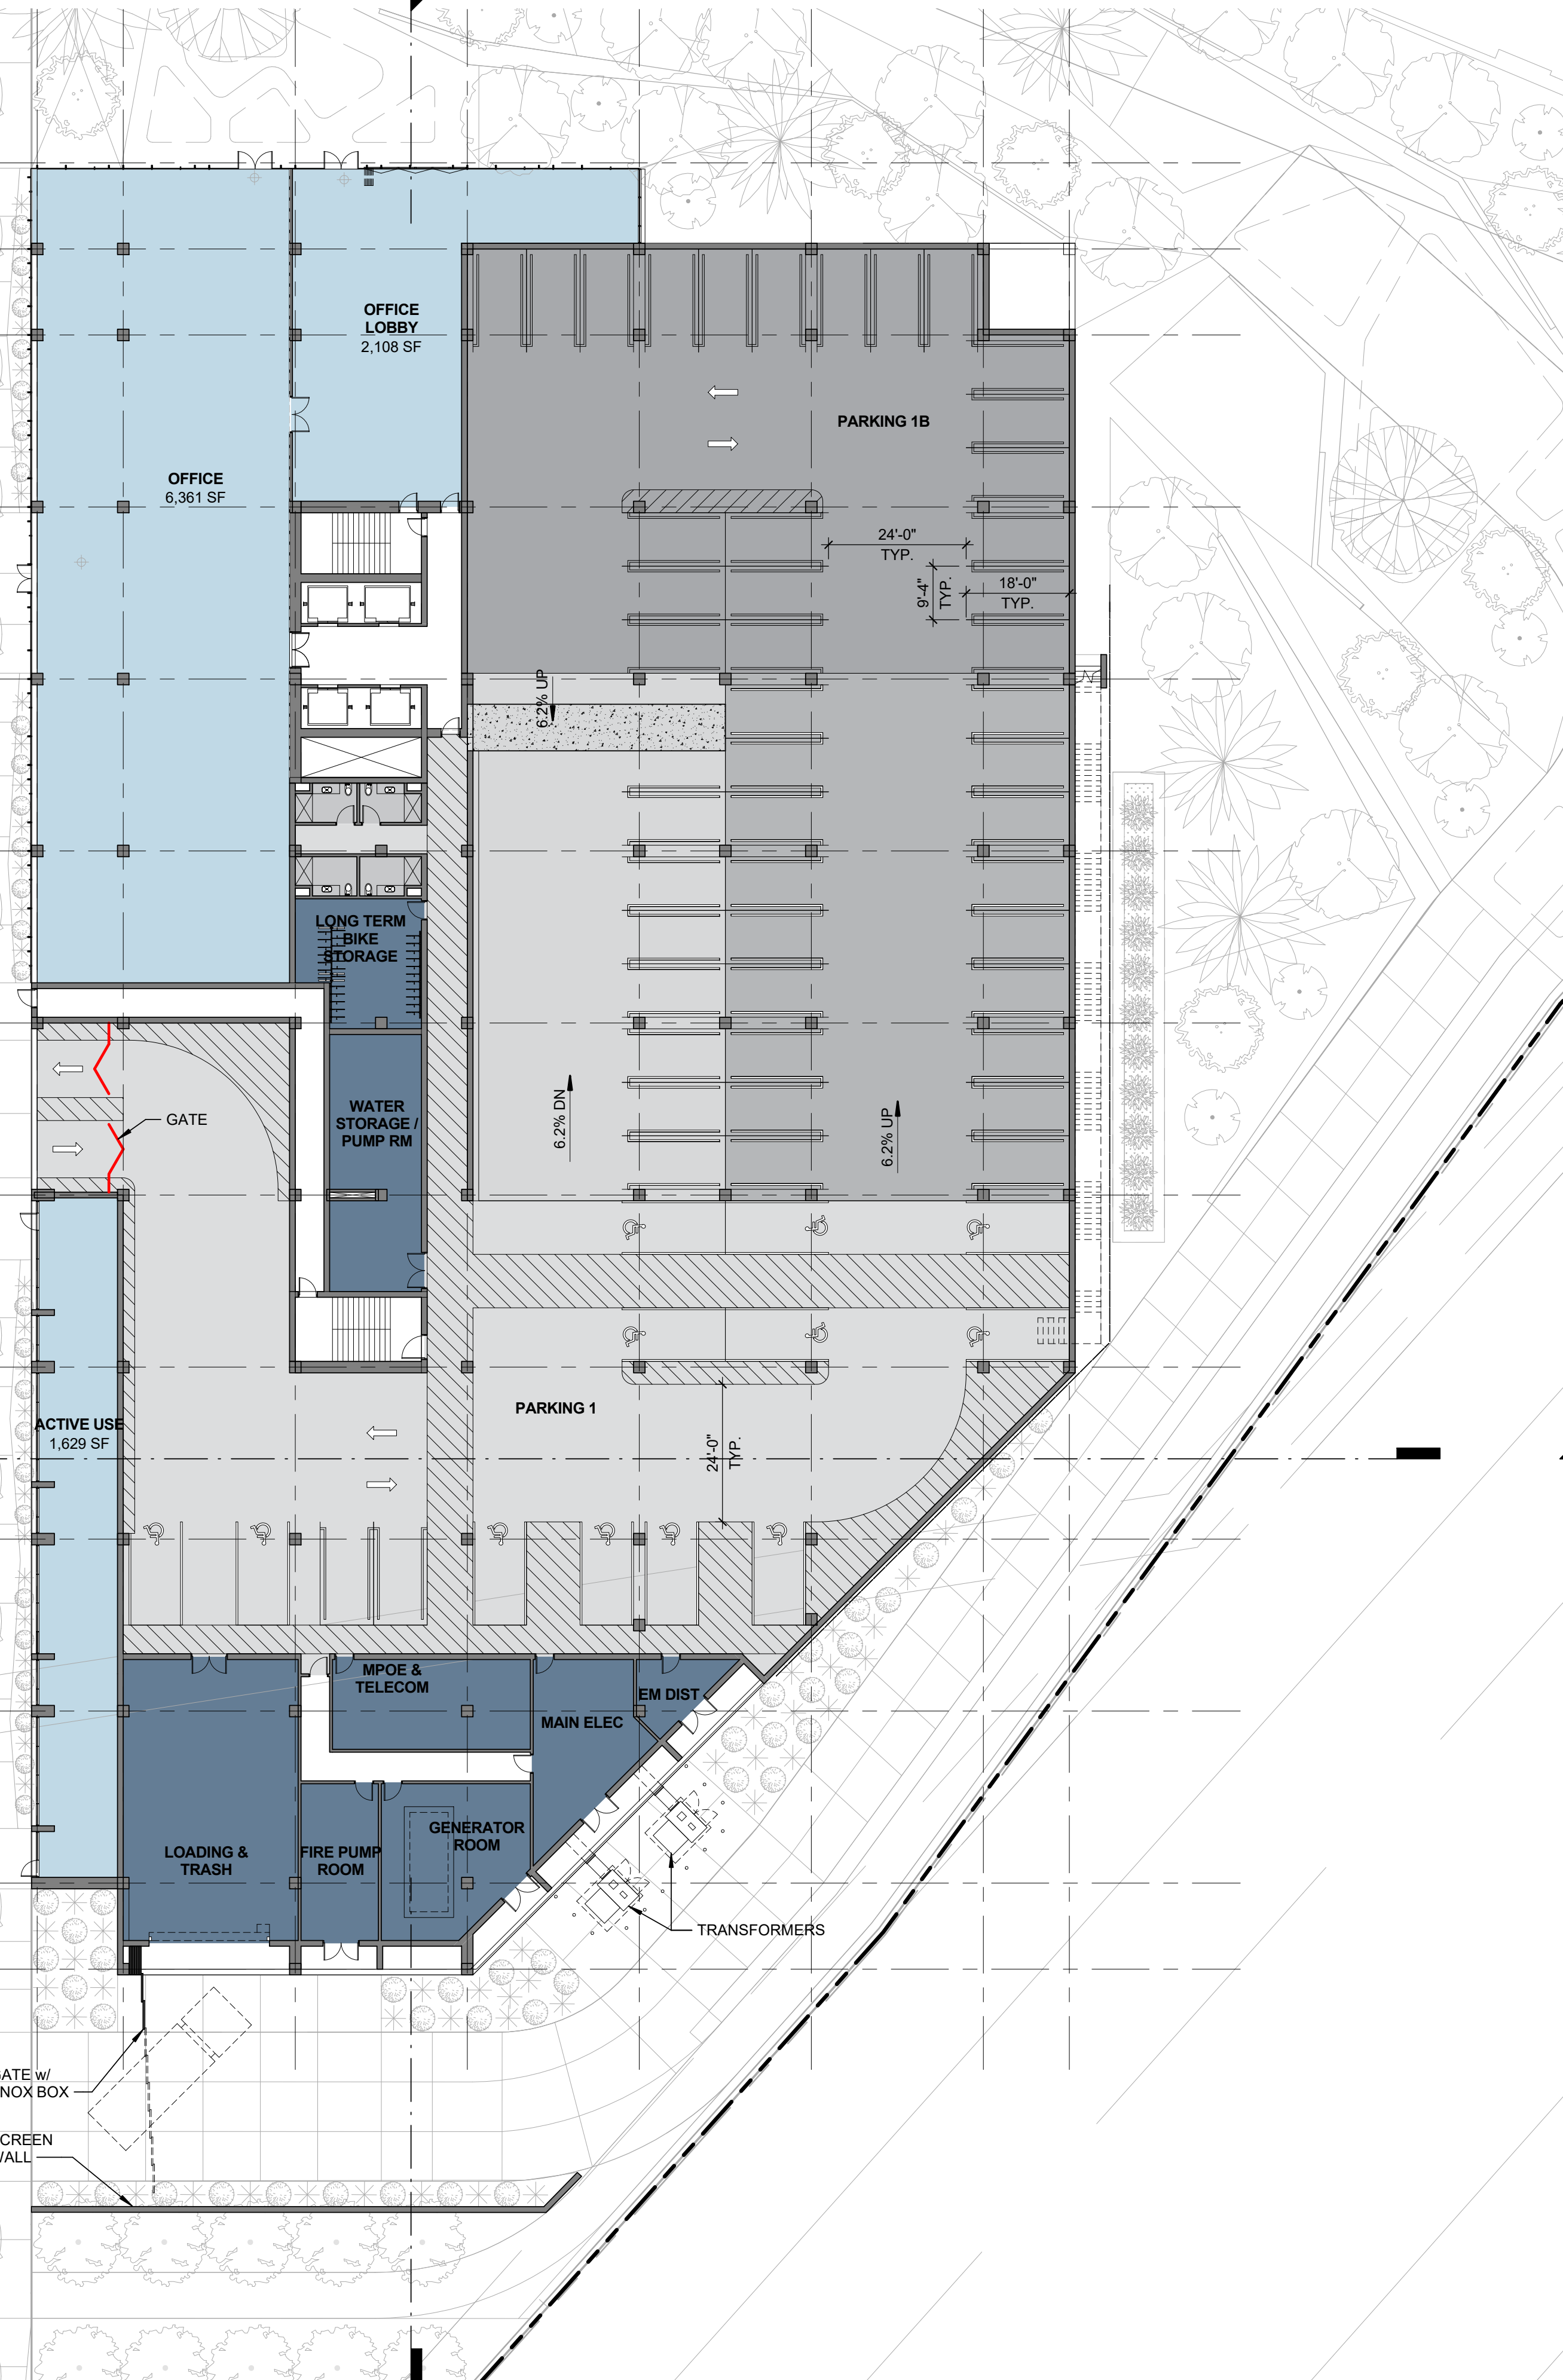 OFFICE
LOBBY
2,108 SF
PARKING 1B
OFFICE
6,361 SF
24'-0"
TYP.
9'-4"
TYP.
18'-0"
TYP.
6.2% UP
LONG TERM
BIKE
STORAGE
WATER
STORAGE /
PUMP RM
GATE
6.2% DN
6.2% UP
PARKING 1
ACTIVE USE
1,629 SF
24'-0"
TYP.
MPOE &
TELECOM
EM DIST
MAIN ELEC
GENERATOR
ROOM
LOADING &
TRASH
FIRE PUMP
ROOM
TRANSFORMERS
ATE w/
NOX BOX
CREEN
ALL